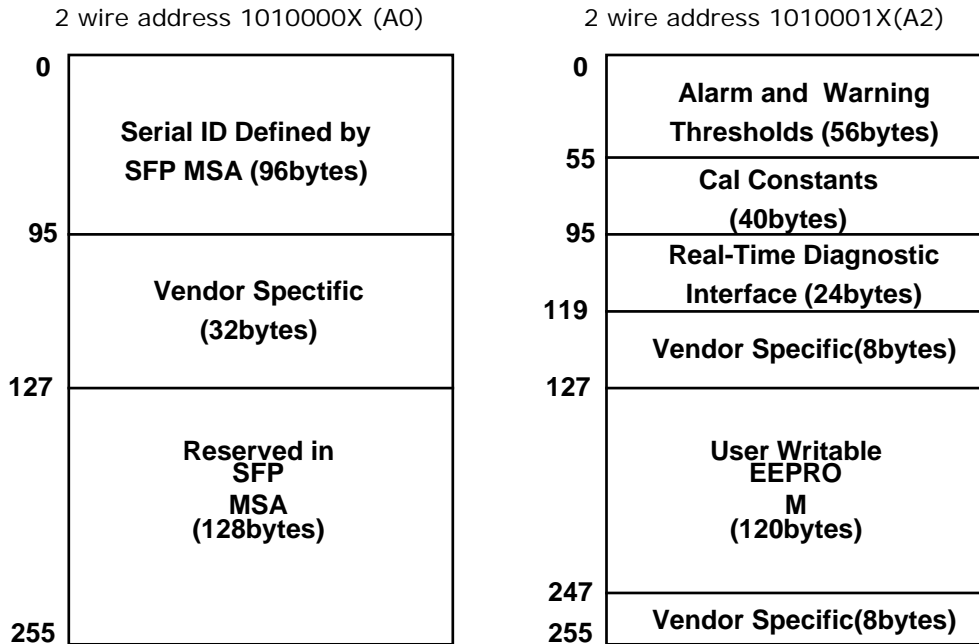 2 wire address 1010000X (A0)
0
Serial ID Defined by
SFP MSA (96bytes)
95
Vendor Spectific
(32bytes)
127
Reserved in
SFP
MSA
(128bytes)
255
2 wire address 1010001X(A2)
0
Alarm and Warning
Thresholds (56bytes)
55
Cal Constants
(40bytes)
95
Real-Time Diagnostic
Interface (24bytes)
119
Vendor Specific(8bytes)
127
User Writable
EEPRO
M
(120bytes)
247
Vendor Specific(8bytes)
255